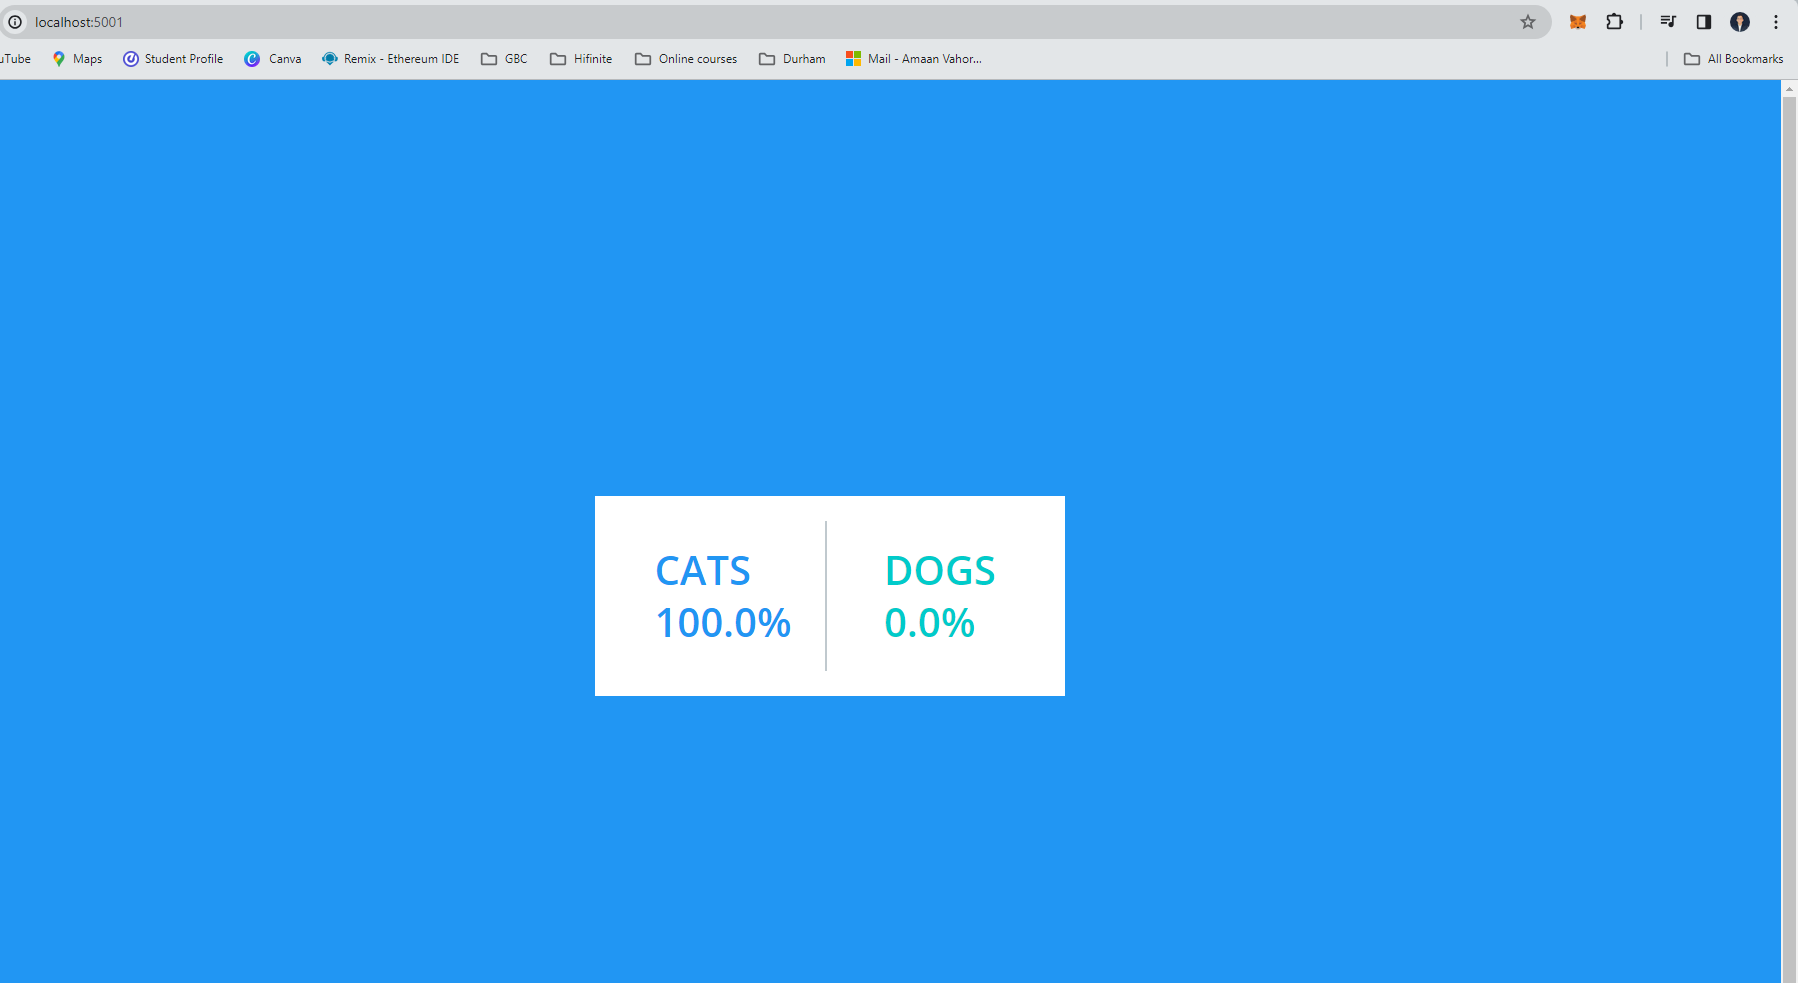 localhost:5001
uTube Maps Student Profile Canva Remix - Ethereum IDE GBC Hifinite Online courses Durham Mail - Amaan Vahor... All Bookmarks
CATS
100.0%
DOGS
0.0%